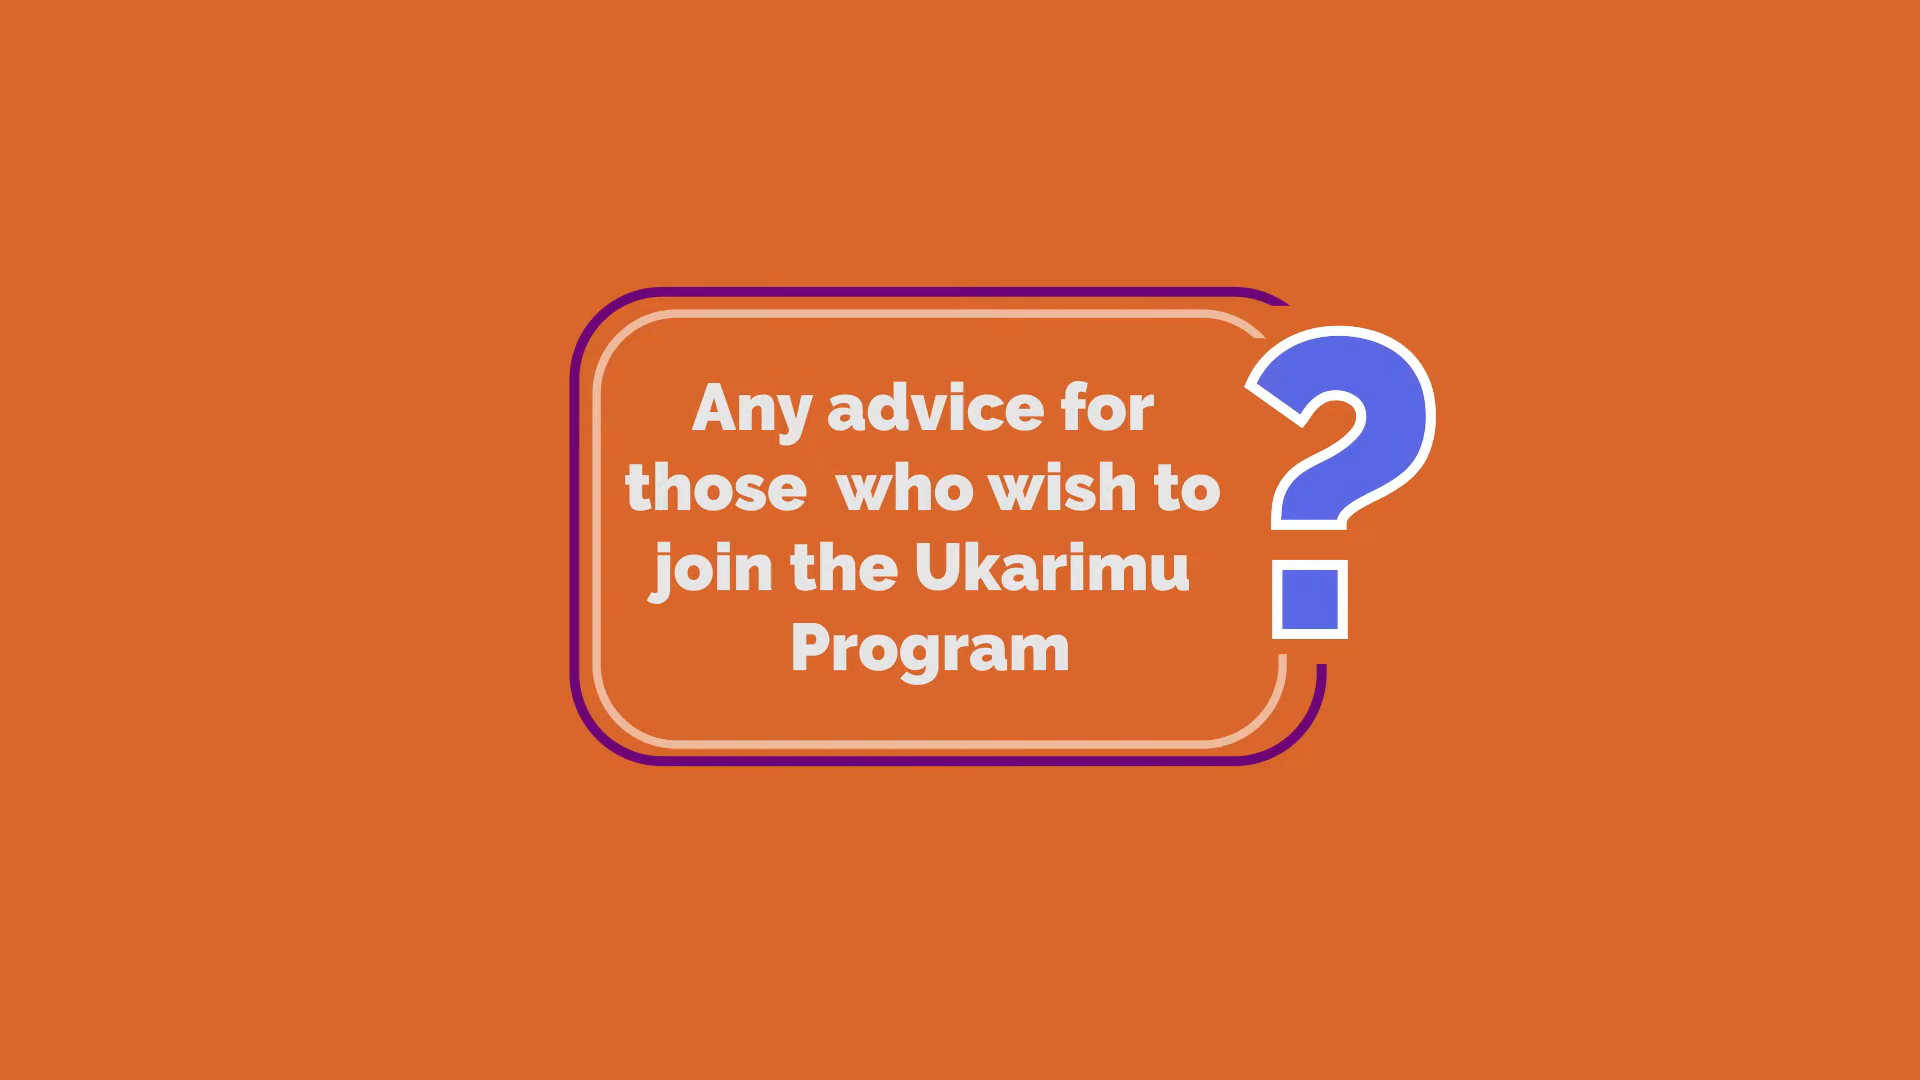 Any advice for
those  who wish to
join the Ukarimu
Program
?